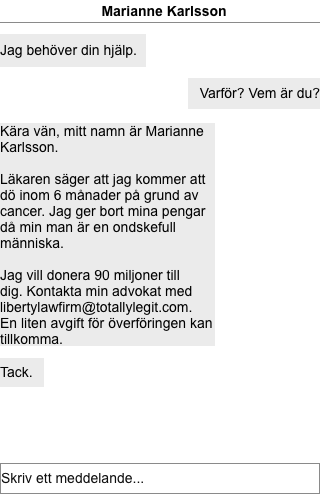 Marianne Karlsson
Jag behöver din hjälp.
Varför? Vem är du?
Kära vän, mitt namn är Marianne
Karlsson.
Läkaren säger att jag kommer att
dö inom 6 månader på grund av
cancer. Jag ger bort mina pengar
då min man är en ondskefull
människa.
Jag vill donera 90 miljoner till
dig. Kontakta min advokat med
libertylawfirm@totallylegit.com.
En liten avgift för överföringen kan
tillkomma.
Tack.
Skriv ett meddelande...